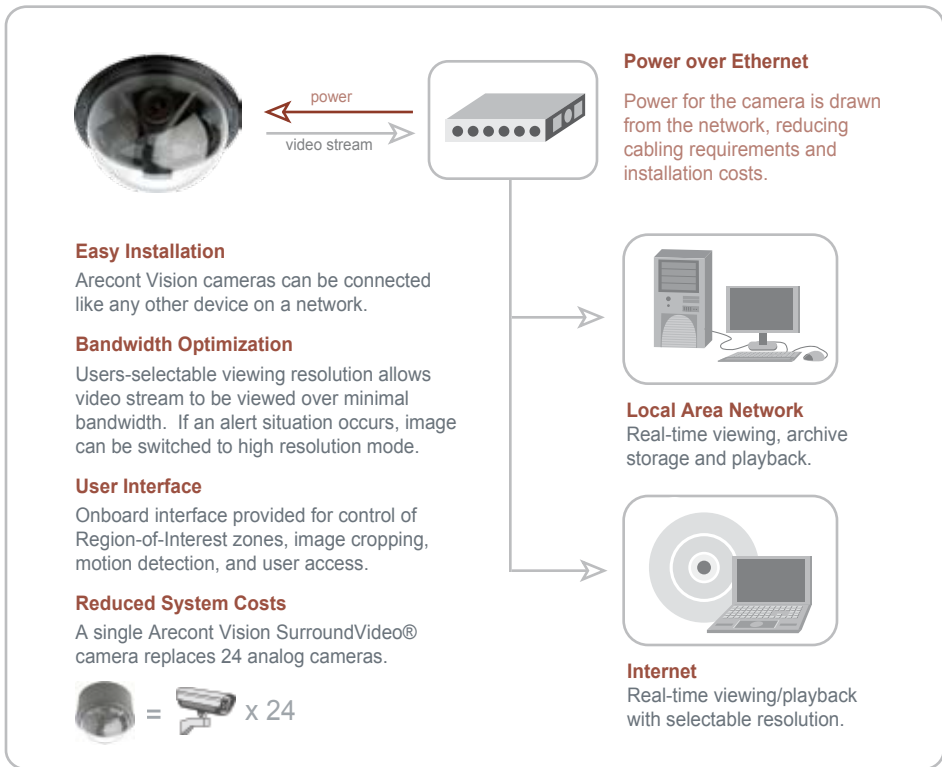 power
video stream
Power over Ethernet
Power for the camera is drawn
from the network, reducing
cabling requirements and
installation costs.
Easy Installation
Arecont Vision cameras can be connected
like any other device on a network.
Bandwidth Optimization
Users-selectable viewing resolution allows
video stream to be viewed over minimal
bandwidth.  If an alert situation occurs, image
can be switched to high resolution mode.
User Interface
Onboard interface provided for control of
Region-of-Interest zones, image cropping,
motion detection, and user access.
Reduced System Costs
A single Arecont Vision SurroundVideo®
camera replaces 24 analog cameras.
= x 24
Local Area Network
Real-time viewing, archive
storage and playback.
Internet
Real-time viewing/playback
with selectable resolution.